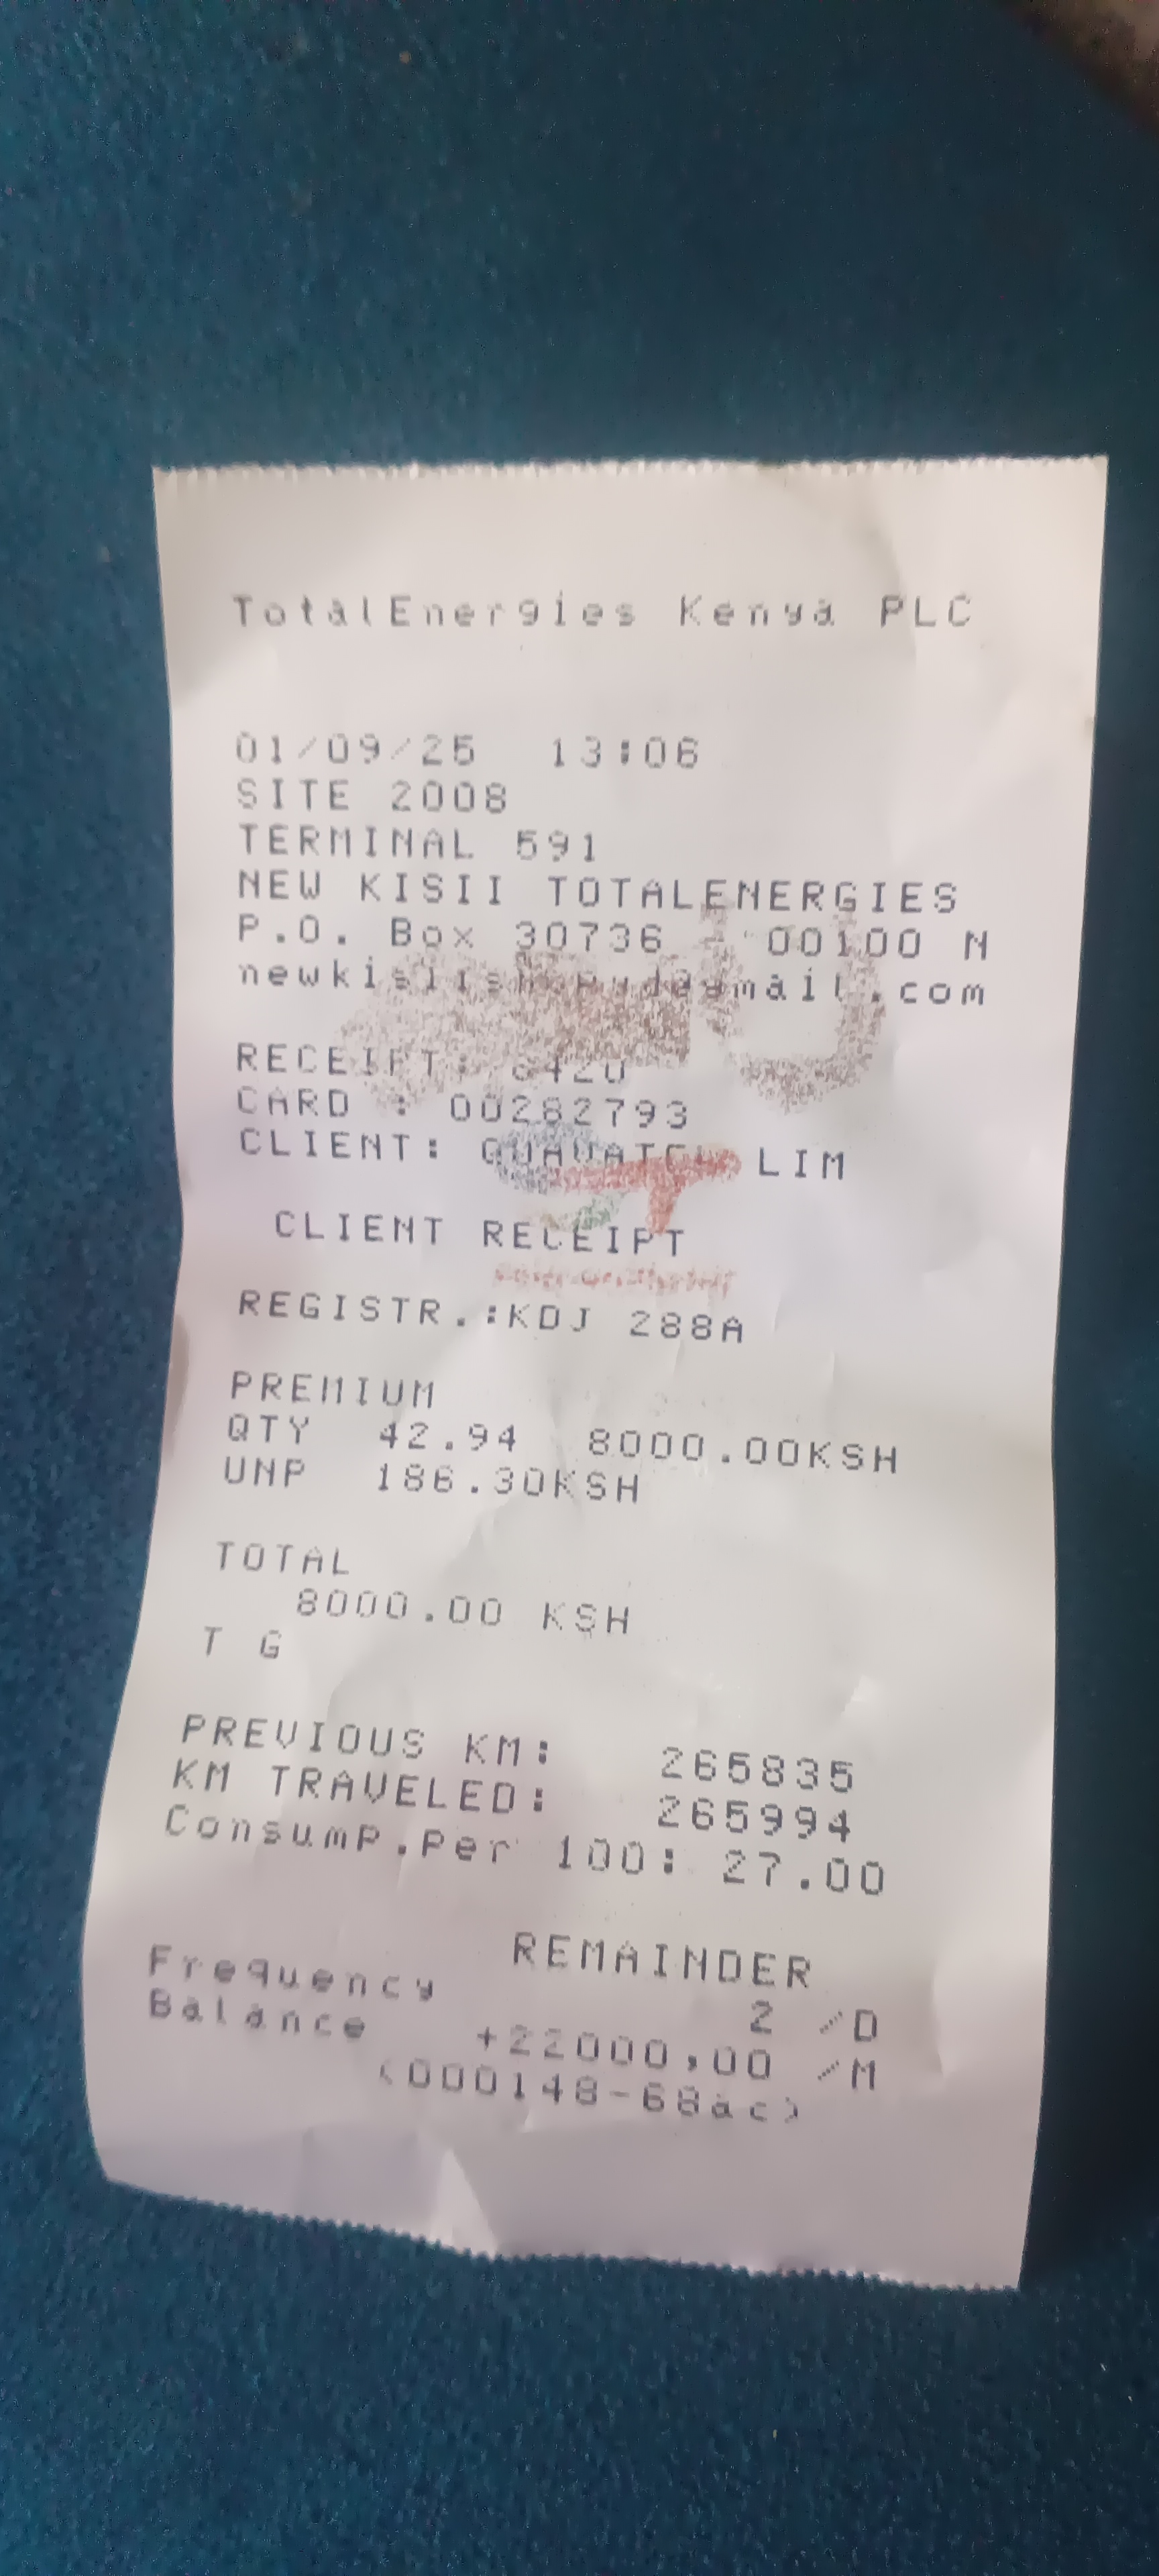 TotalEnergies Kenya PLC
01/09/25 13:06
SITE 2008
TERMINAL 591
NEW KISII TOTALENERGIES
P.O. Box 30736 - 00100 N
RECEIPT:
CARD : 00282793
CLIENT: LIM
CLIENT RECEIPT
REGISTR.:KDJ 288A
PREMIUM
QTY 42.94 8000.00KSH
UNP 186.30KSH
TOTAL
8000.00 KSH
T G
PREVIOUS KM: 265835
KM TRAVELED: 265994
Consump.Per 100: 27.00
REMAINDER
Frequency 2 /D
Balance +22000.00 /M
(000148-68ac)